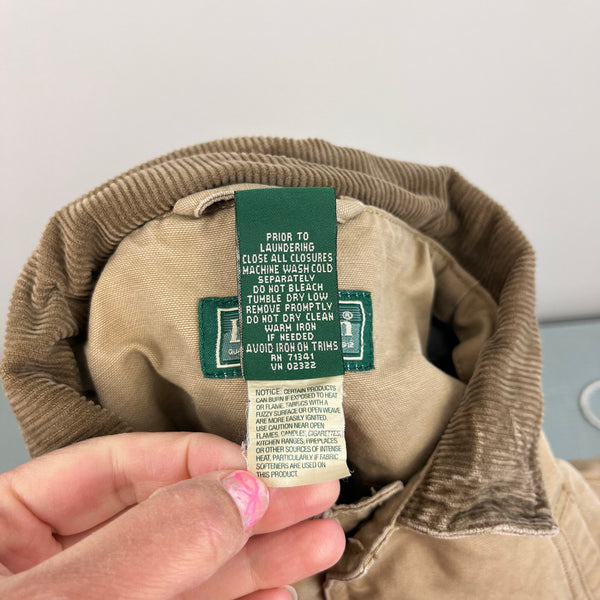 PRIOR TO
LAUNDERING
CLOSE ALL CLOSURES
MACHINE WASH COLD
SEPARATELY
DO NOT BLEACH
TUMBLE DRY LOW
REMOVE PROMPTLY
DO NOT DRY CLEAN
WARM IRON
IF NEEDED
AVOID IRON ON TRIMS
RN 71341
VN 02322
NOTICE: CERTAIN PRODUCTS
CAN BURN IF EXPOSED TO HEAT
OR FLAME. FABRICS WITH A
FUZZY SURFACE OR OPEN WEAVE
ARE MORE EASILY IGNITED.
USE CAUTION NEAR OPEN
FLAMES, CANDLES, CIGARETTES,
KITCHEN RANGES, FIREPLACES
OR OTHER SOURCES OF INTENSE
HEAT, PARTICULARLY IF FABRIC
SOFTENERS ARE USED ON
THIS PRODUCT.